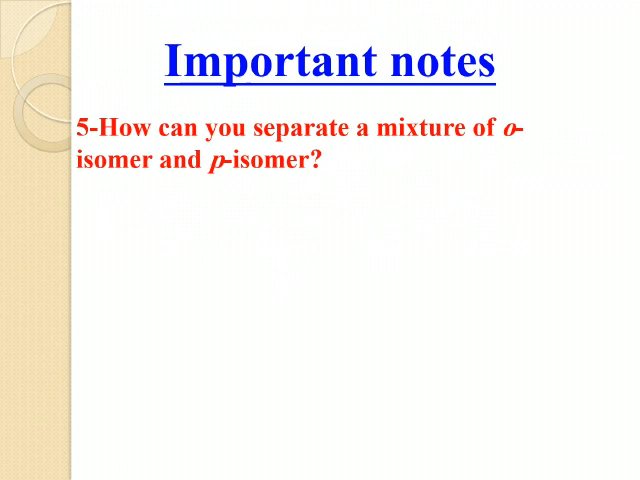 Important notes
5-How can you separate a mixture of o-
isomer and p-isomer?